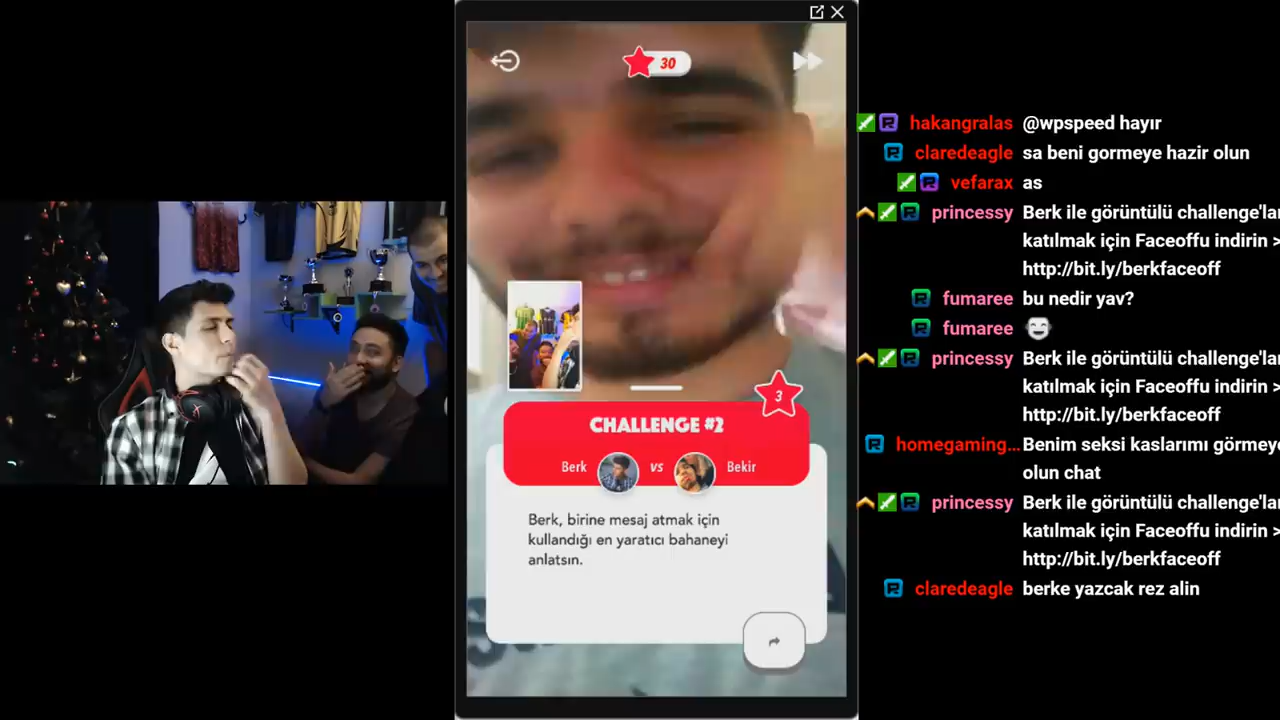 30
3
CHALLENGE #2
Berk vs Bekir
Berk, birine mesaj atmak için
kullandığı en yaratıcı bahaneyi
anlatsın.
hakangralas @wpspeed hayır
claredeagle sa beni gormeye hazir olun
vefarax as
princessy Berk ile görüntülü challenge'la
katılmak için Faceoffu indirin >
http://bit.ly/berkfaceoff
fumaree bu nedir yav?
fumaree
princessy Berk ile görüntülü challenge'la
katılmak için Faceoffu indirin >
http://bit.ly/berkfaceoff
homegaming... Benim seksi kaslarımı görmeye
olun chat
princessy Berk ile görüntülü challenge'la
katılmak için Faceoffu indirin >
http://bit.ly/berkfaceoff
claredeagle berke yazcak rez alin